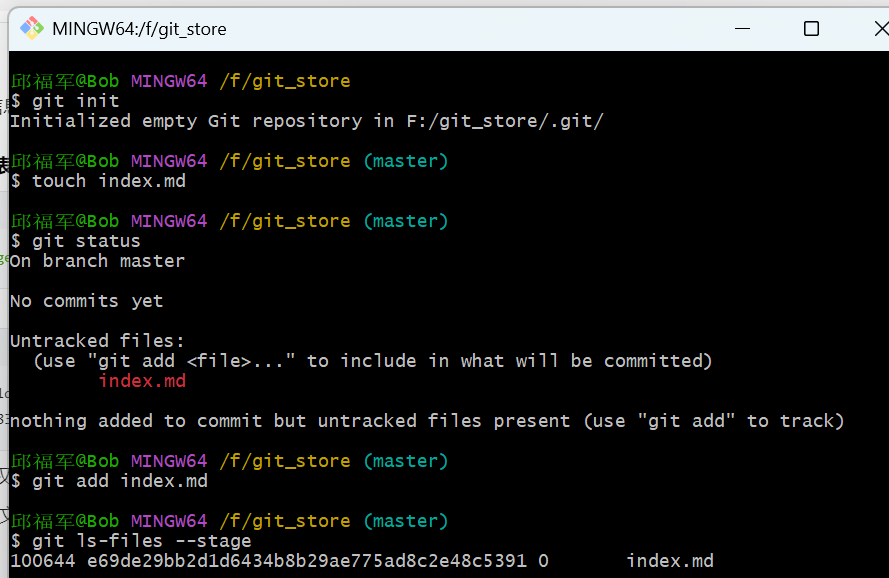 MINGW64:/f/git_store
邱福军@Bob MINGW64 /f/git_store
$ git init
Initialized empty Git repository in F:/git_store/.git/
邱福军@Bob MINGW64 /f/git_store (master)
$ touch index.md
邱福军@Bob MINGW64 /f/git_store (master)
$ git status
On branch master
No commits yet
Untracked files:
  (use "git add <file>..." to include in what will be committed)
        index.md
nothing added to commit but untracked files present (use "git add" to track)
邱福军@Bob MINGW64 /f/git_store (master)
$ git add index.md
邱福军@Bob MINGW64 /f/git_store (master)
$ git ls-files --stage
100644 e69de29bb2d1d6434b8b29ae775ad8c2e48c5391 0       index.md